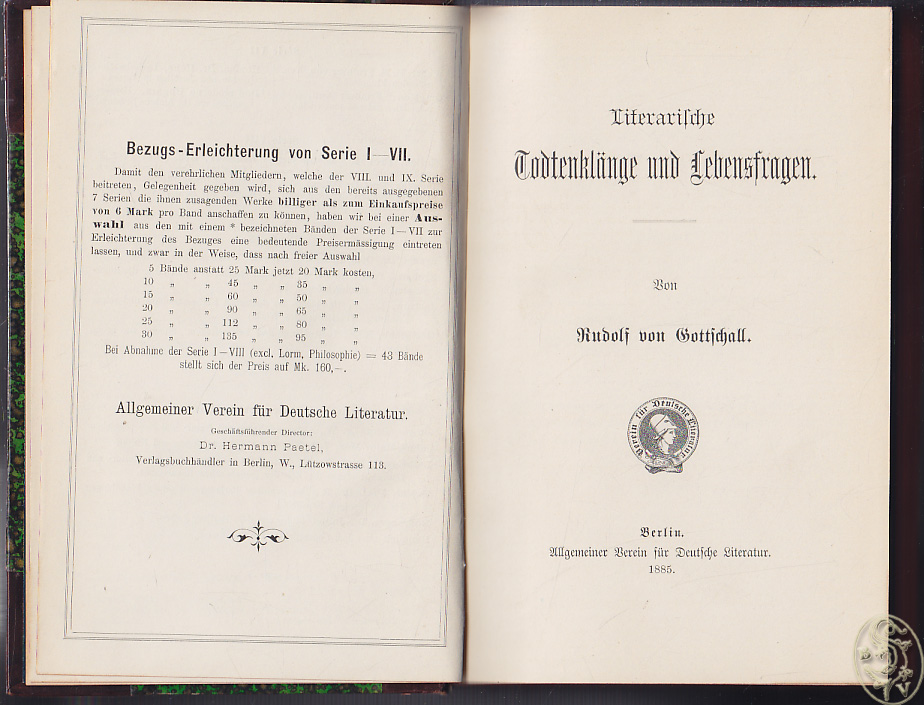 Bezugs-Erleichterung von Serie I—VII.
Damit den verehrlichen Mitgliedern, welche der VIII. und IX. Serie
beitreten, Gelegenheit gegeben wird, sich aus den bereits ausgegebenen
7 Serien die ihnen zusagenden Werke billiger als zum Einkaufspreise
von 6 Mark pro Band anschaffen zu können, haben wir bei einer Aus-
wahl aus den mit einem * bezeichneten Bänden der Serie I—VII zur
Erleichterung des Bezuges eine bedeutende Preisermässigung eintreten
lassen, und zwar in der Weise, dass nach freier Auswahl
5 Bände anstatt 25 Mark jetzt 20 Mark kosten,
10 „ „ 45 „ „ 35 „ „
15 „ „ 60 „ „ 50 „ „
20 „ „ 90 „ „ 65 „ „
25 „ „ 112 „ „ 80 „ „
30 „ „ 135 „ „ 95 „ „
Bei Abnahme der Serie I—VIII (excl. Lorm, Philosophie) = 43 Bände
stellt sich der Preis auf Mk. 160,—.
Allgemeiner Verein für Deutsche Literatur.
Geschäftsführender Director:
Dr. Hermann Paetel,
Verlagsbuchhändler in Berlin, W., Lützowstrasse 113.
Literarische
Todtenklänge und Lebensfragen.
Von
Rudolf von Gottschall.
Verein für Deutsche Literatur
Berlin.
Allgemeiner Verein für Deutsche Literatur.
1885.